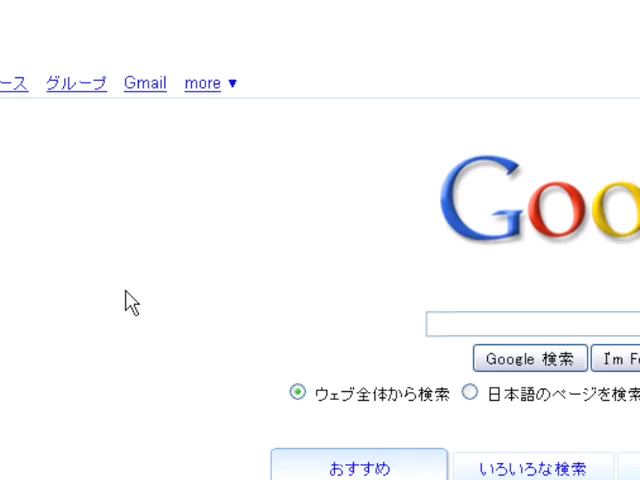 ース グループ Gmail more ▼
Goo
Google 検索 I'm F
ウェブ全体から検索 日本語のページを検索
おすすめ いろいろな検索